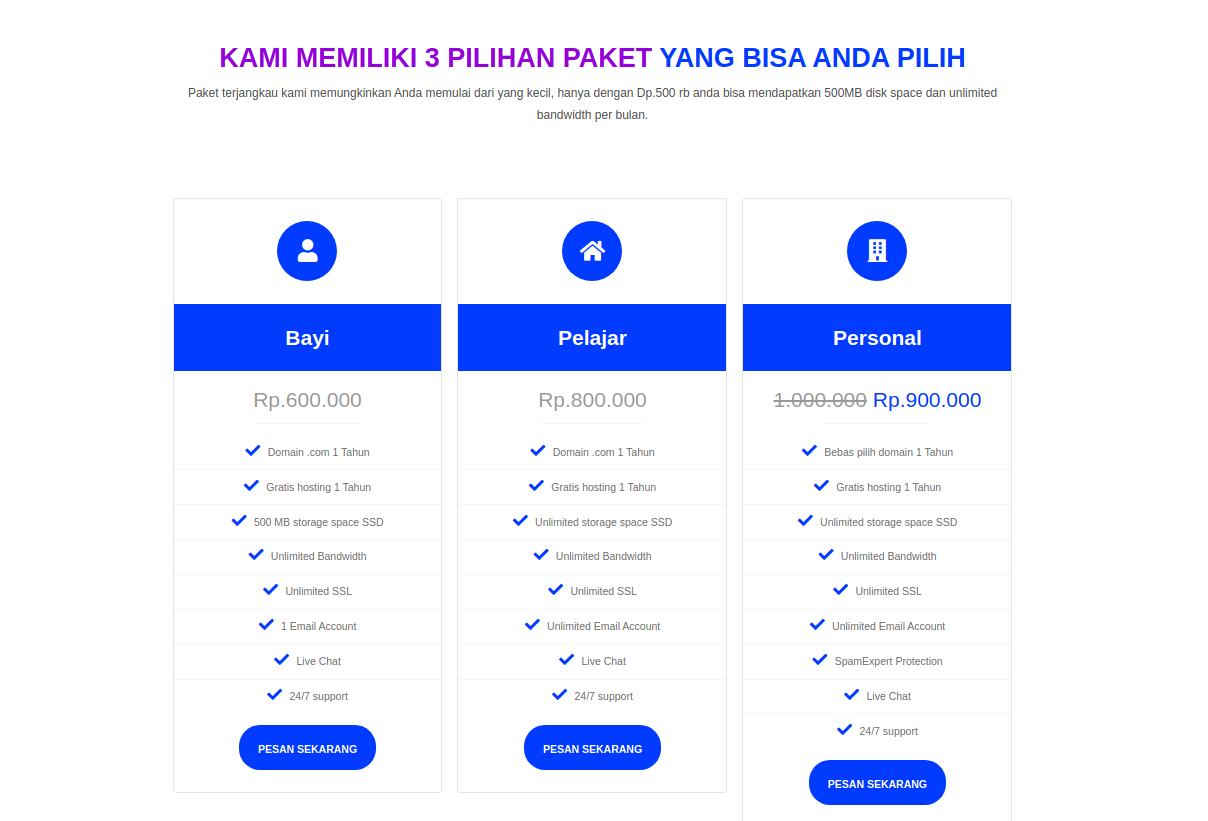 KAMI MEMILIKI 3 PILIHAN PAKET YANG BISA ANDA PILIH
Paket terjangkau kami memungkinkan Anda memulai dari yang kecil, hanya dengan Dp.500 rb anda bisa mendapatkan 500MB disk space dan unlimited
bandwidth per bulan.
Bayi
Rp.600.000
Domain .com 1 Tahun
Gratis hosting 1 Tahun
500 MB storage space SSD
Unlimited Bandwidth
Unlimited SSL
1 Email Account
Live Chat
24/7 support
PESAN SEKARANG
Pelajar
Rp.800.000
Domain .com 1 Tahun
Gratis hosting 1 Tahun
Unlimited storage space SSD
Unlimited Bandwidth
Unlimited SSL
Unlimited Email Account
Live Chat
24/7 support
PESAN SEKARANG
Personal
1.000.000 Rp.900.000
Bebas pilih domain 1 Tahun
Gratis hosting 1 Tahun
Unlimited storage space SSD
Unlimited Bandwidth
Unlimited SSL
Unlimited Email Account
SpamExpert Protection
Live Chat
24/7 support
PESAN SEKARANG